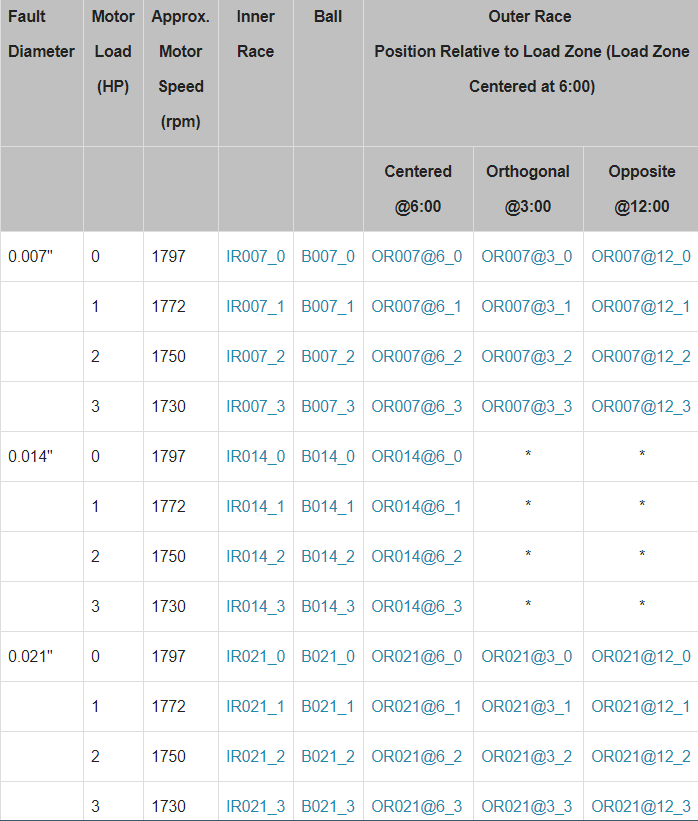 Fault Diameter Motor Load (HP) Approx. Motor Speed (rpm) Inner Race Ball Outer Race Position Relative to Load Zone (Load Zone Centered at 6:00)
Centered @6:00 Orthogonal @3:00 Opposite @12:00
0.007" 0 1797 IR007_0 B007_0 OR007@6_0 OR007@3_0 OR007@12_0
1 1772 IR007_1 B007_1 OR007@6_1 OR007@3_1 OR007@12_1
2 1750 IR007_2 B007_2 OR007@6_2 OR007@3_2 OR007@12_2
3 1730 IR007_3 B007_3 OR007@6_3 OR007@3_3 OR007@12_3
0.014" 0 1797 IR014_0 B014_0 OR014@6_0 * *
1 1772 IR014_1 B014_1 OR014@6_1 * *
2 1750 IR014_2 B014_2 OR014@6_2 * *
3 1730 IR014_3 B014_3 OR014@6_3 * *
0.021" 0 1797 IR021_0 B021_0 OR021@6_0 OR021@3_0 OR021@12_0
1 1772 IR021_1 B021_1 OR021@6_1 OR021@3_1 OR021@12_1
2 1750 IR021_2 B021_2 OR021@6_2 OR021@3_2 OR021@12_2
3 1730 IR021_3 B021_3 OR021@6_3 OR021@3_3 OR021@12_3